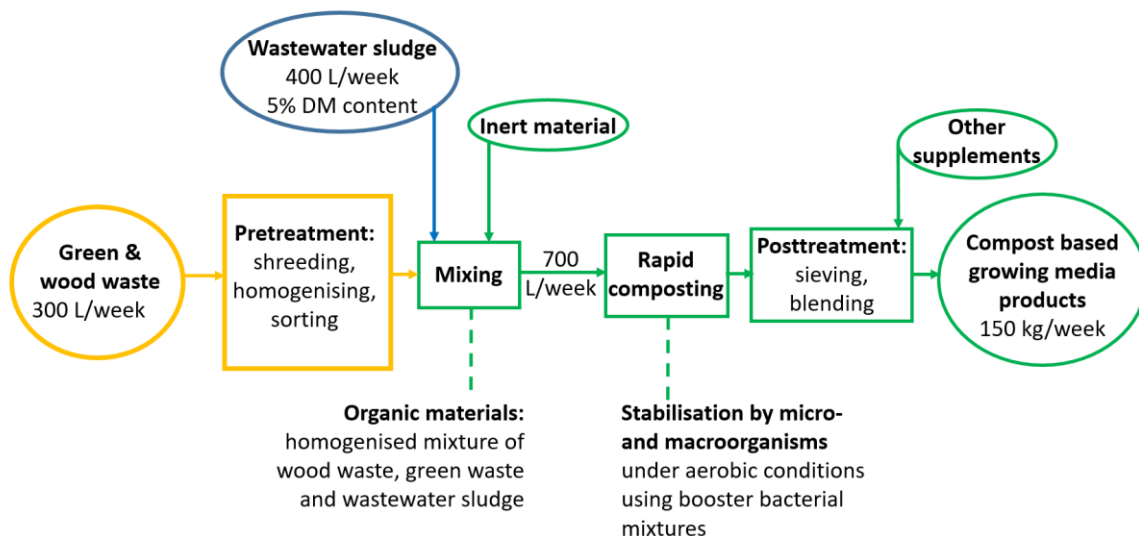 Wastewater sludge
400 L/week
5% DM content
Inert material
Other
supplements
Green &
wood waste
300 L/week
Pretreatment:
shreeding,
homogenising,
sorting
Mixing
700
L/week
Rapid
composting
Posttreatment:
sieving,
blending
Compost based
growing media
products
150 kg/week
Organic materials:
homogenised mixture of
wood waste, green waste
and wastewater sludge
Stabilisation by micro-
and macroorganisms
under aerobic conditions
using booster bacterial
mixtures